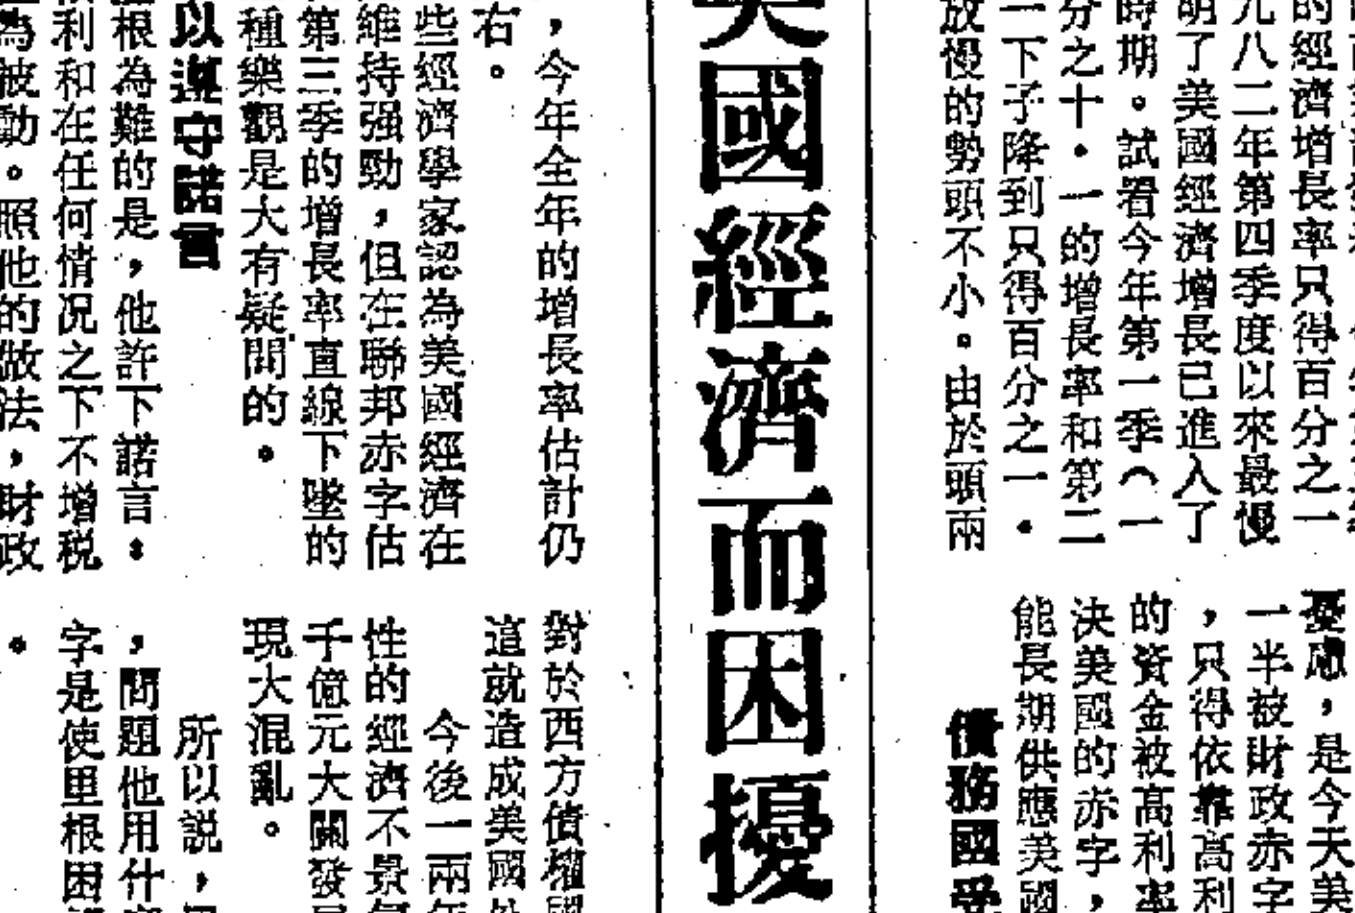 的經濟增長率只得百分之一
九八二年第四季度以來最慢
明了美國經濟增長已進入了
時期。試看今年第一季(一
分之十·一的增長率和第二
一下子降到只得百分之一·
放慢的勢頭不小。由於頭兩
憂慮,是今天美
一半被財政赤字
,只得依靠高利
的資金被高利率
決美國的赤字,
能長期供應美國
債務國受
美國經濟而困擾
,今年全年的增長率估計仍
右。
些經濟學家認為美國經濟在
維持强勁,但在聯邦赤字估
第三季的增長率直線下墜的
種樂觀是大有疑問的。
以遵守諾言
根為難的是,他許下諾言:
利和在任何情况之下不增税
為被動。照他的做法,財政
對於西方債權國
這就造成美國
今後一兩年
性的經濟不景氣
千億元大關發
現大混亂。
所以説,
,問題他用什
字是使里根困
。